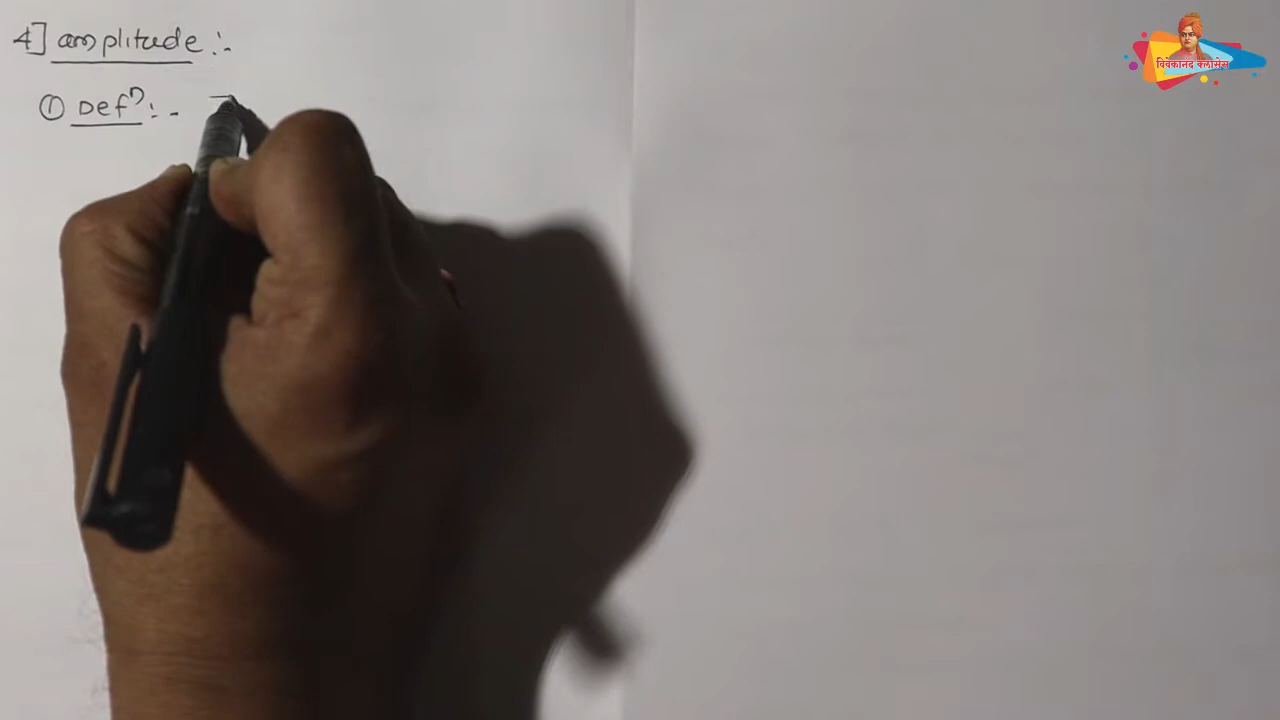 4] amplitude :-
① Defⁿ :-
विवेकानंद क्लासेस